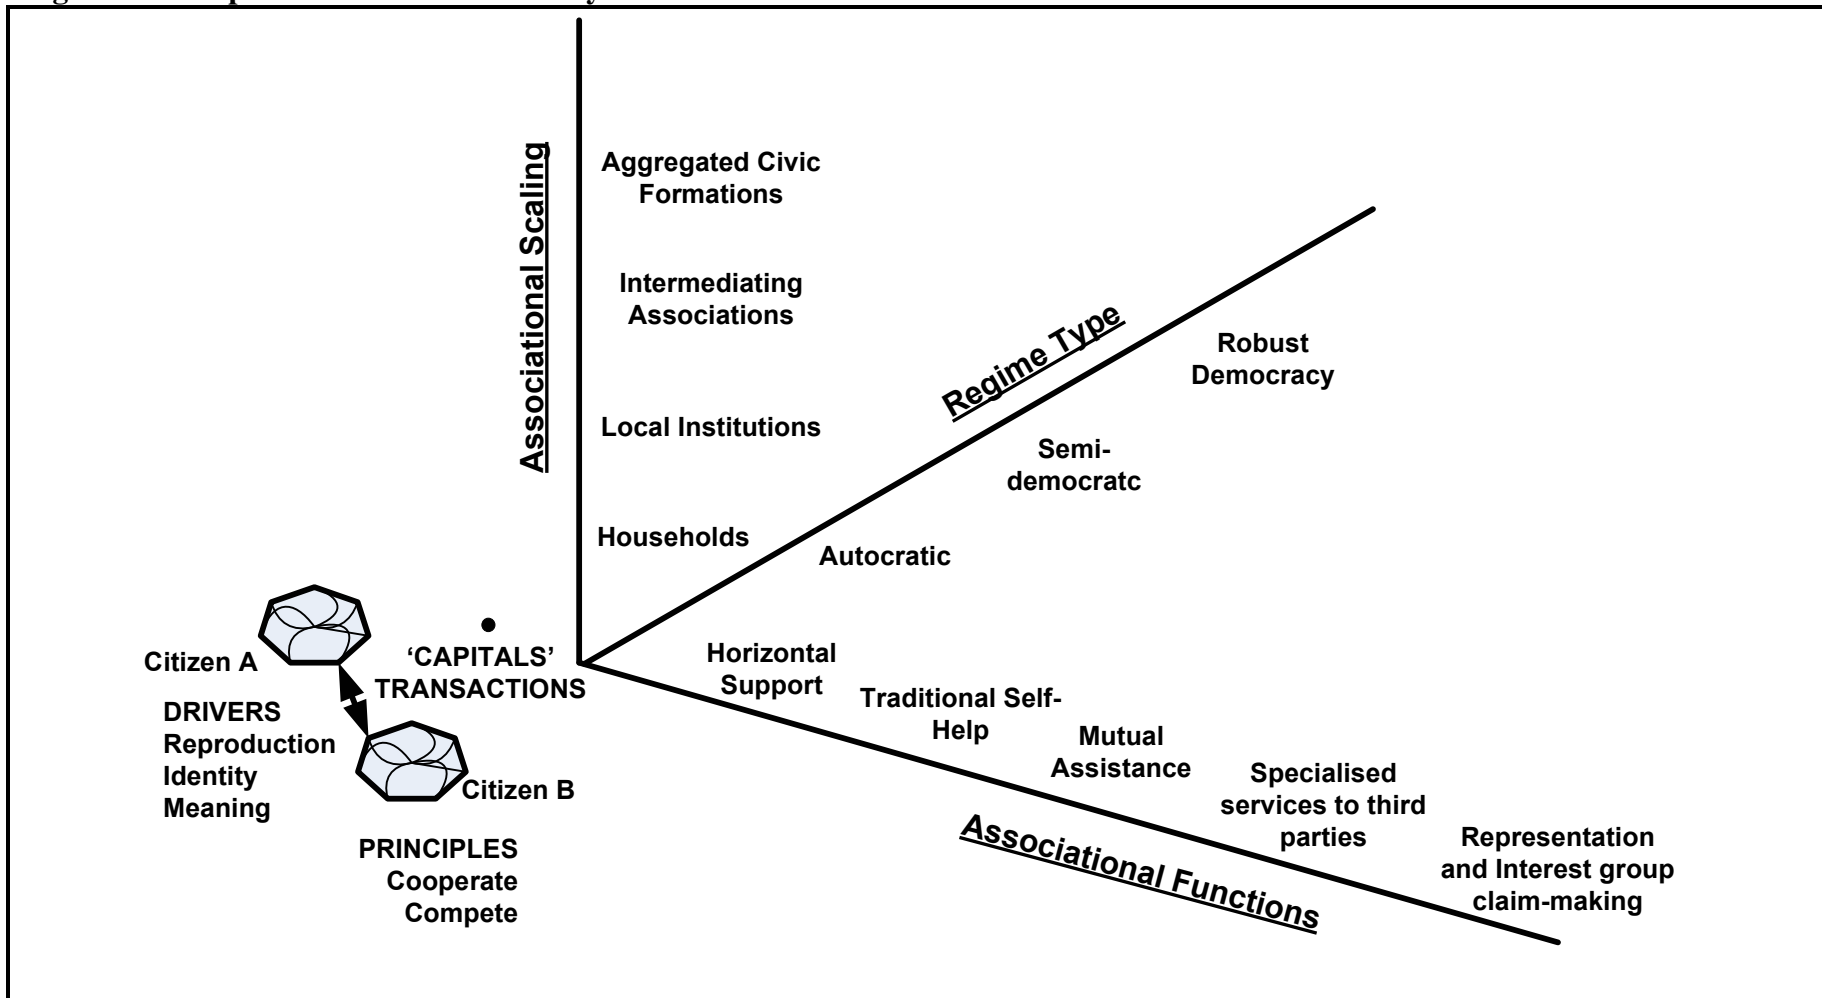 Associational Scaling
Aggregated Civic
Formations
Intermediating
Associations
Local Institutions
Households
Regime Type
Robust
Democracy
Semi-
democratc
Autocratic
Citizen A
‘CAPITALS’
TRANSACTIONS
DRIVERS
Reproduction
Identity
Meaning
Citizen B
PRINCIPLES
Cooperate
Compete
Horizontal
Support
Traditional Self-
Help
Mutual
Assistance
Specialised
services to third
parties
Representation
and Interest group
claim-making
Associational Functions